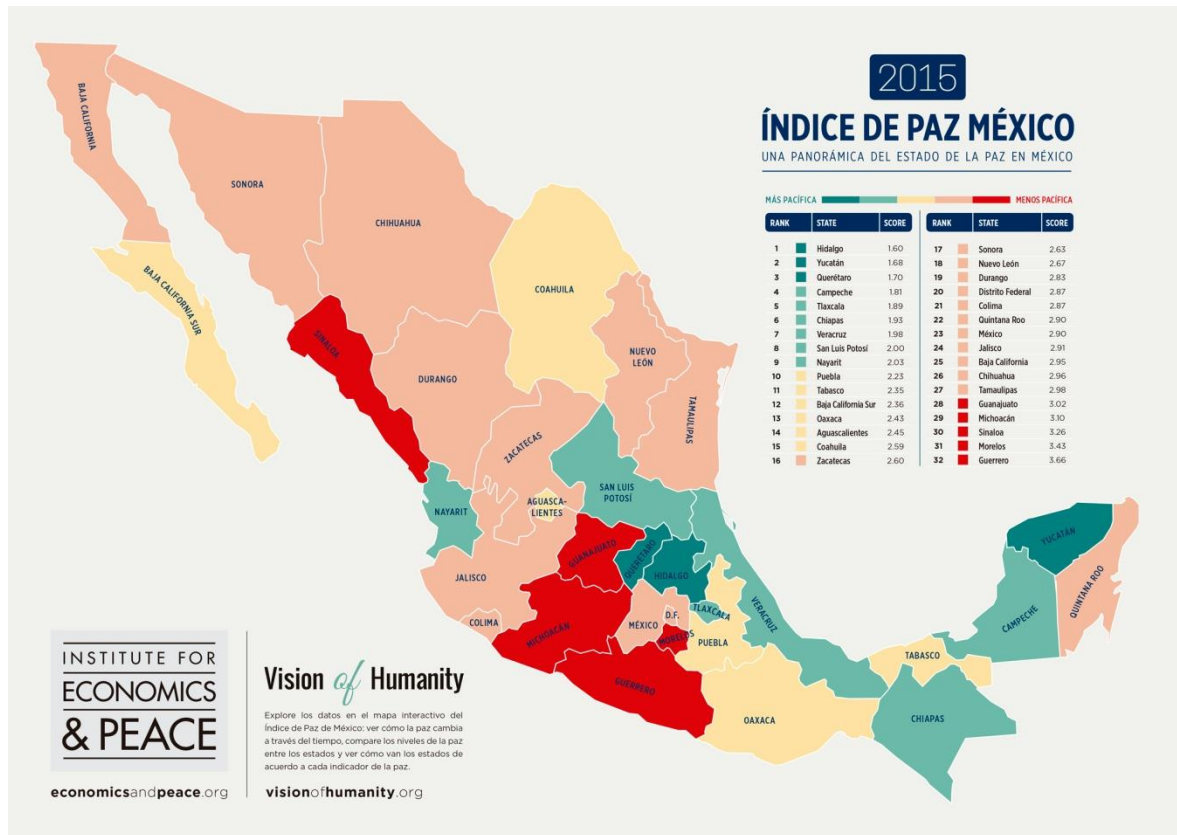 2015
ÍNDICE DE PAZ MÉXICO
UNA PANORÁMICA DEL ESTADO DE LA PAZ EN MÉXICO
MÁS PACÍFICA MENOS PACÍFICA
RANK STATE SCORE
1 Hidalgo 1.60
2 Yucatán 1.68
3 Querétaro 1.70
4 Campeche 1.81
5 Tlaxcala 1.89
6 Chiapas 1.93
7 Veracruz 1.98
8 San Luis Potosí 2.00
9 Nayarit 2.03
10 Puebla 2.23
11 Tabasco 2.35
12 Baja California Sur 2.36
13 Oaxaca 2.43
14 Aguascalientes 2.45
15 Coahuila 2.59
16 Zacatecas 2.60
RANK STATE SCORE
17 Sonora 2.63
18 Nuevo León 2.67
19 Durango 2.83
20 Distrito Federal 2.87
21 Colima 2.87
22 Quintana Roo 2.90
23 México 2.90
24 Jalisco 2.91
25 Baja California 2.95
26 Chihuahua 2.96
27 Tamaulipas 2.98
28 Guanajuato 3.02
29 Michoacán 3.10
30 Sinaloa 3.26
31 Morelos 3.43
32 Guerrero 3.66
BAJA CALIFORNIA
SONORA
CHIHUAHUA
BAJA CALIFORNIA SUR
COAHUILA
SINALOA
DURANGO
NUEVO
LEÓN
TAMAULIPAS
ZACATECAS
SAN LUIS
POTOSÍ
AGUASCA-
LIENTES
NAYARIT
GUANAJUATO
QUERÉTARO
HIDALGO
JALISCO
COLIMA
MICHOACÁN
MÉXICO
D.F.
TLAXCALA
MORELOS
PUEBLA
VERACRUZ
GUERRERO
OAXACA
TABASCO
CHIAPAS
CAMPECHE
YUCATÁN
QUINTANA ROO
INSTITUTE FOR
ECONOMICS
& PEACE
economicsandpeace.org
Vision of Humanity
Explore los datos en el mapa interactivo del
Índice de Paz de México: ver cómo la paz cambia
a través del tiempo, compare los niveles de la paz
entre los estados y ver cómo van los estados de
acuerdo a cada indicador de la paz.
visionofhumanity.org